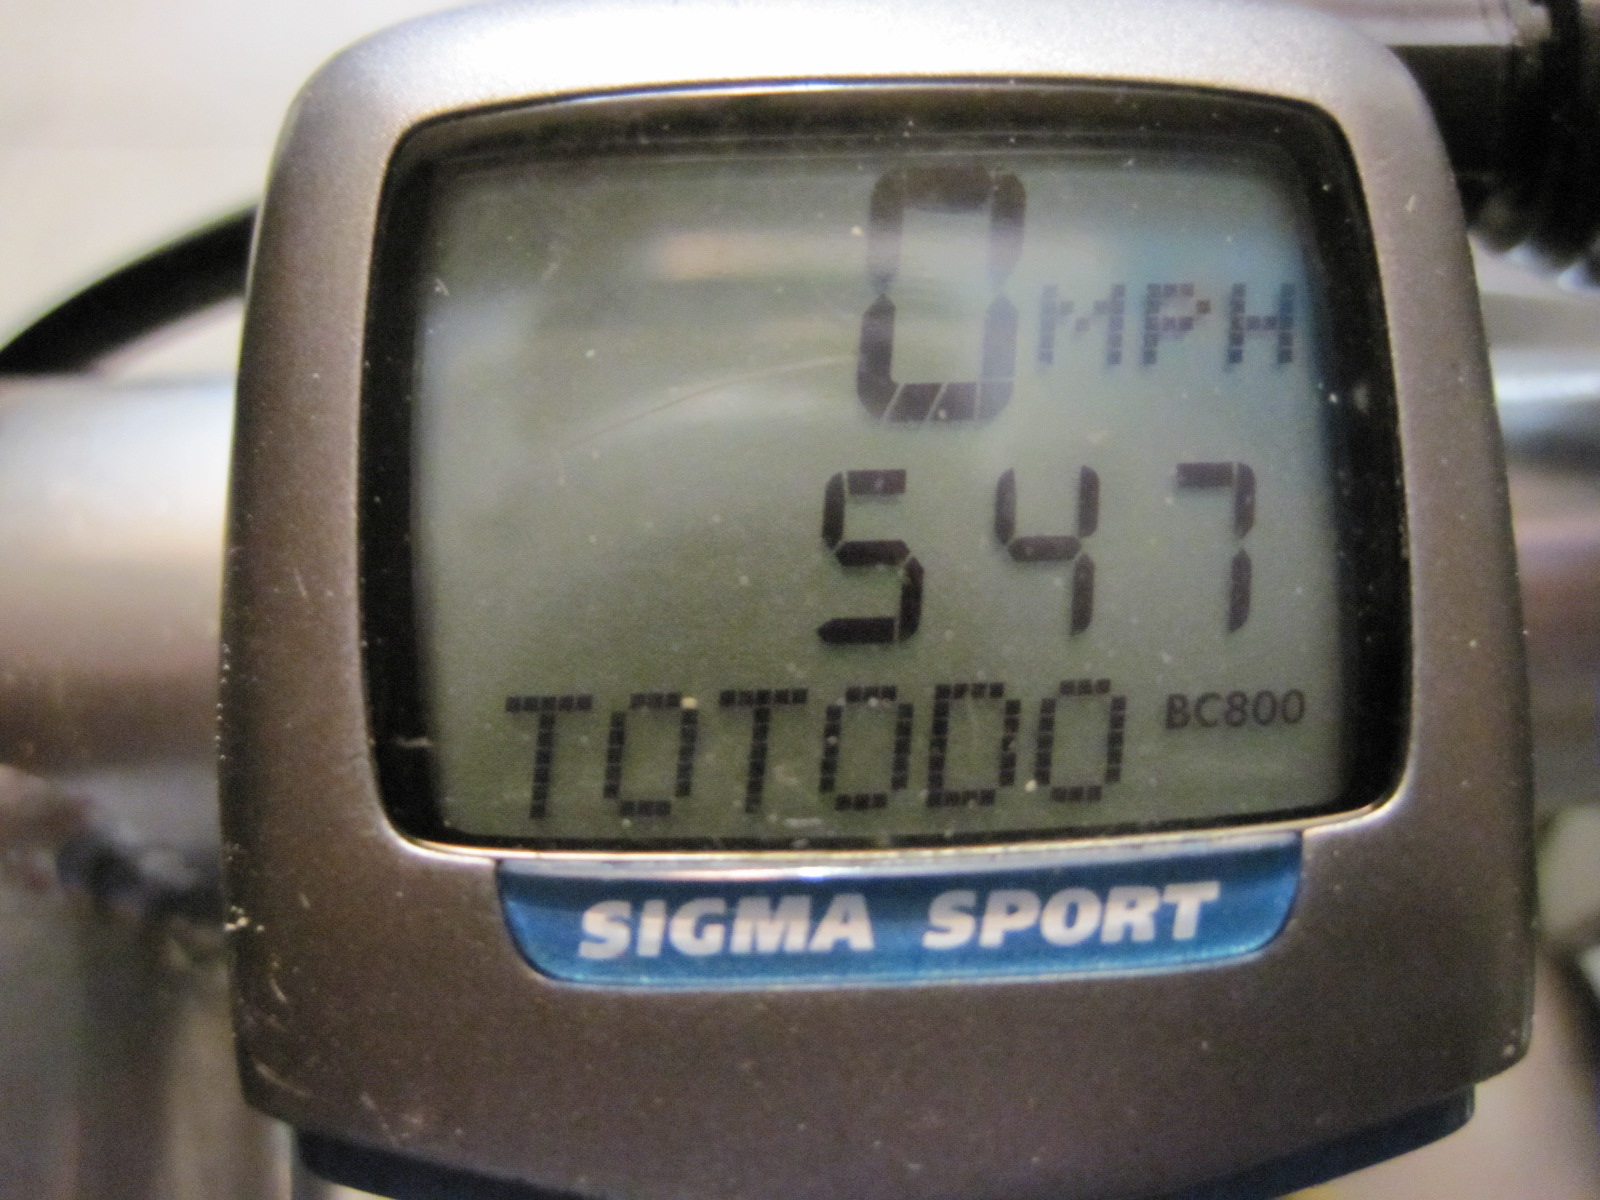 0 MPH
547
TOTODO BC800
SIGMA SPORT